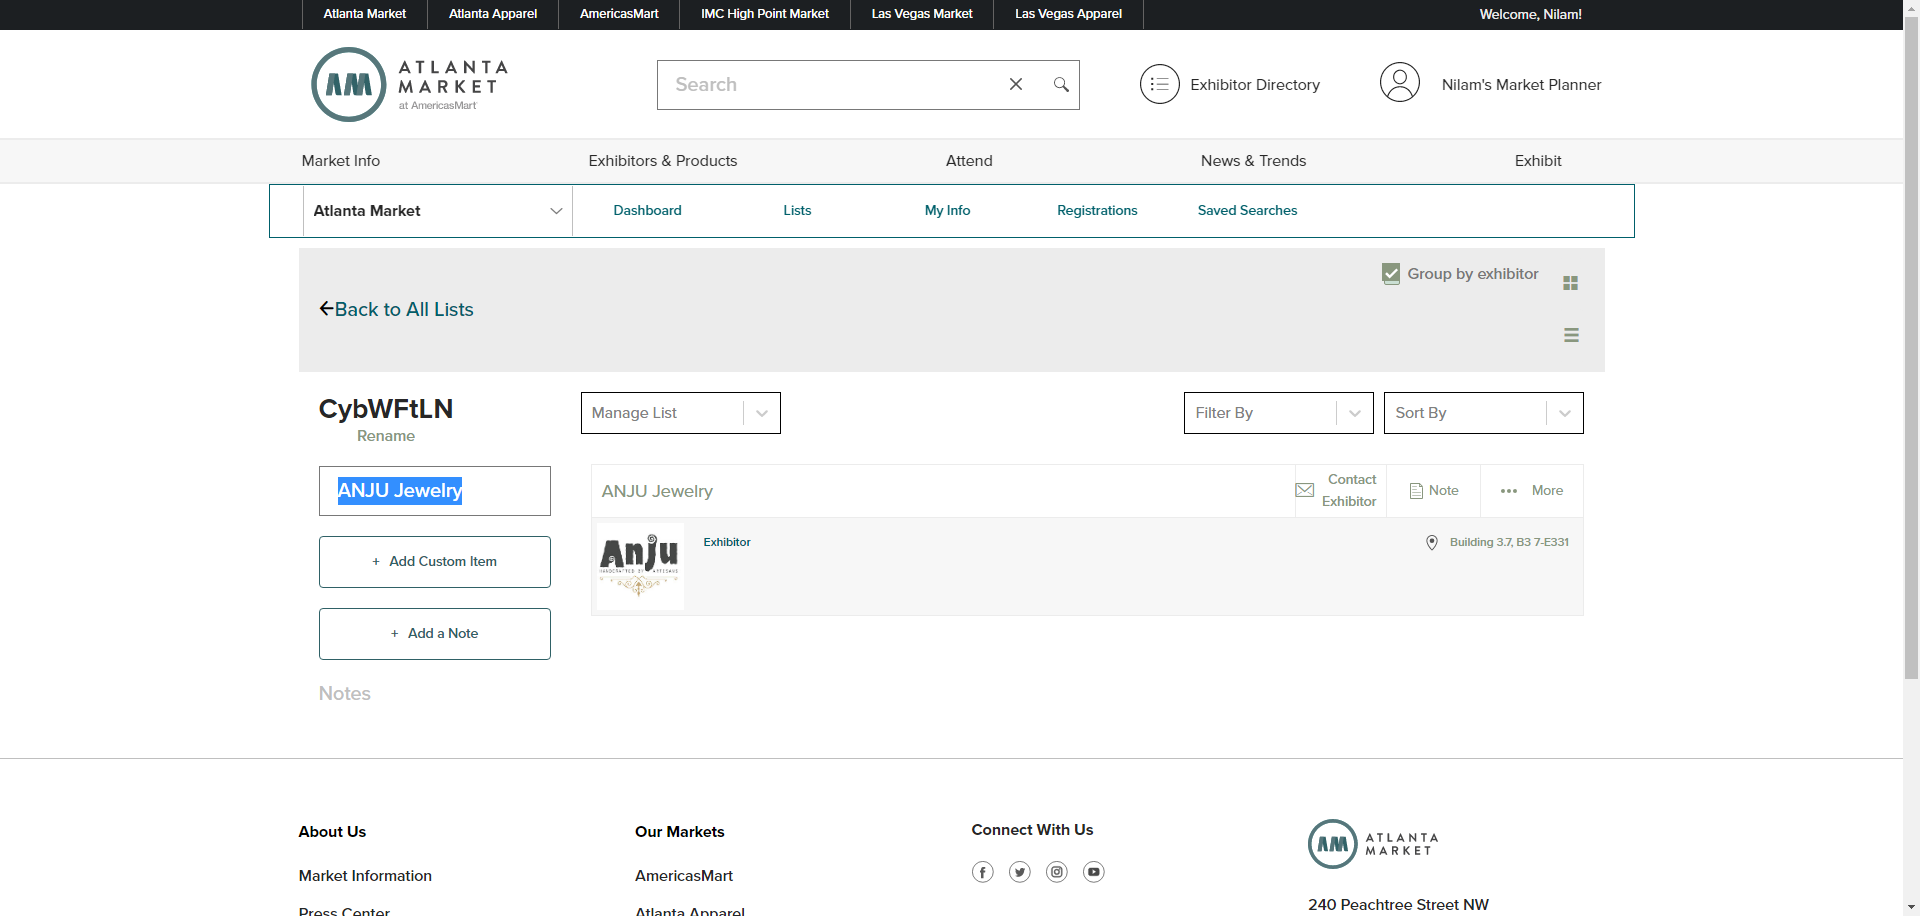 Atlanta Market
Atlanta Apparel
AmericasMart
IMC High Point Market
Las Vegas Market
Las Vegas Apparel
Welcome, Nilam!
AM
ATLANTA
MARKET
at AmericasMart
Search
Exhibitor Directory
Nilam's Market Planner
Market Info
Exhibitors & Products
Attend
News & Trends
Exhibit
Atlanta Market
Dashboard
Lists
My Info
Registrations
Saved Searches
Group by exhibitor
Back to All Lists
CybWFtLN
Rename
Manage List
Filter By
Sort By
ANJU Jewelry
+ Add Custom Item
+ Add a Note
Notes
ANJU Jewelry
Contact
Exhibitor
Note
More
Anju
HANDCRAFTED BY ARTISANS
Exhibitor
Building 3.7, B3 7-E331
About Us
Market Information
Press Center
Our Markets
AmericasMart
Atlanta Apparel
Connect With Us
AM
ATLANTA
MARKET
240 Peachtree Street NW